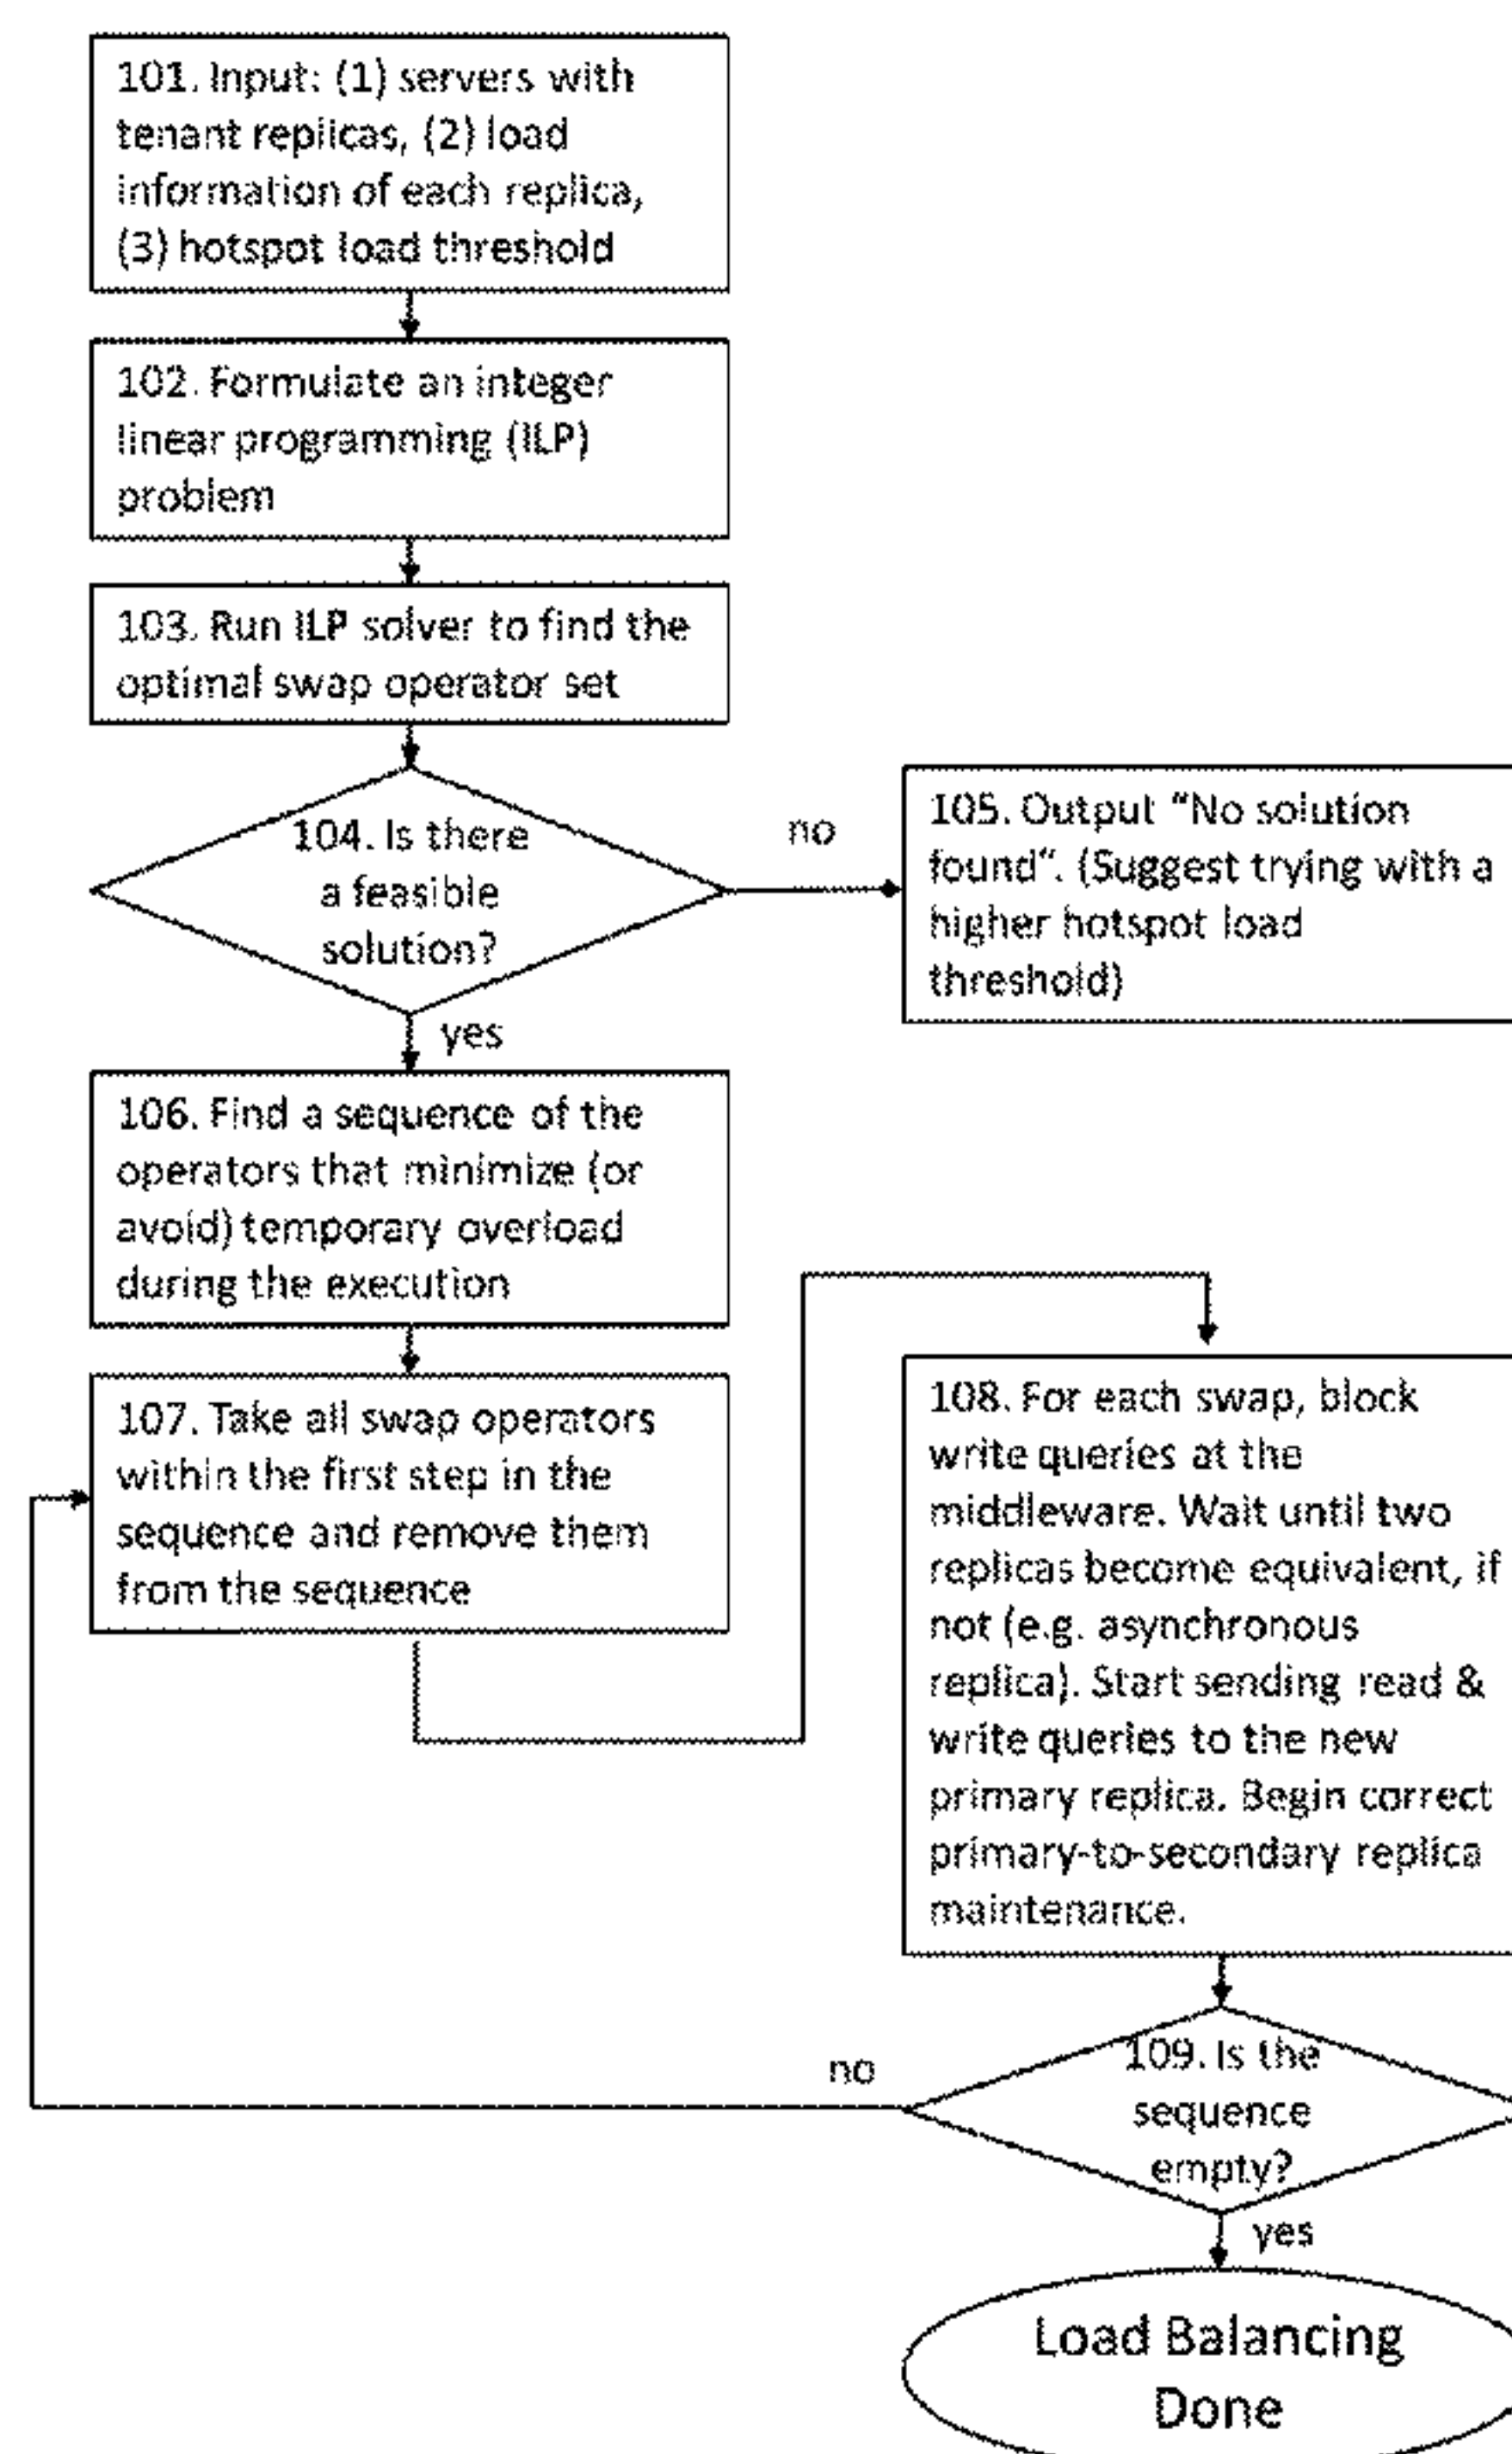 101. Input: (1) servers with
tenant replicas, (2) load
information of each replica,
(3) hotspot load threshold
102. Formulate an integer
linear programming (ILP)
problem
103. Run ILP solver to find the
optimal swap operator set
104. Is there
a feasible
solution?
no
105. Output “No solution
found“. (Suggest trying with a
higher hotspot load
threshold)
yes
106. Find a sequence of the
operators that minimize (or
avoid) temporary overload
during the execution
107. Take all swap operators
within the first step in the
sequence and remove them
from the sequence
108. For each swap, block
write queries at the
middleware. Wait until two
replicas become equivalent, if
not (e.g. asynchronous
replica). Start sending read &
write queries to the new
primary replica. Begin correct
primary-to-secondary replica
maintenance.
109. Is the
sequence
empty?
no
yes
Load Balancing
Done